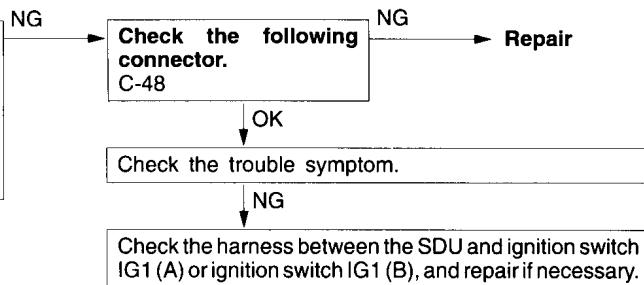 NG
Check the following
connector.
C-48
NG
Repair
OK
Check the trouble symptom.
NG
Check the harness between the SDU and ignition switch
IG1 (A) or ignition switch IG1 (B), and repair if necessary.